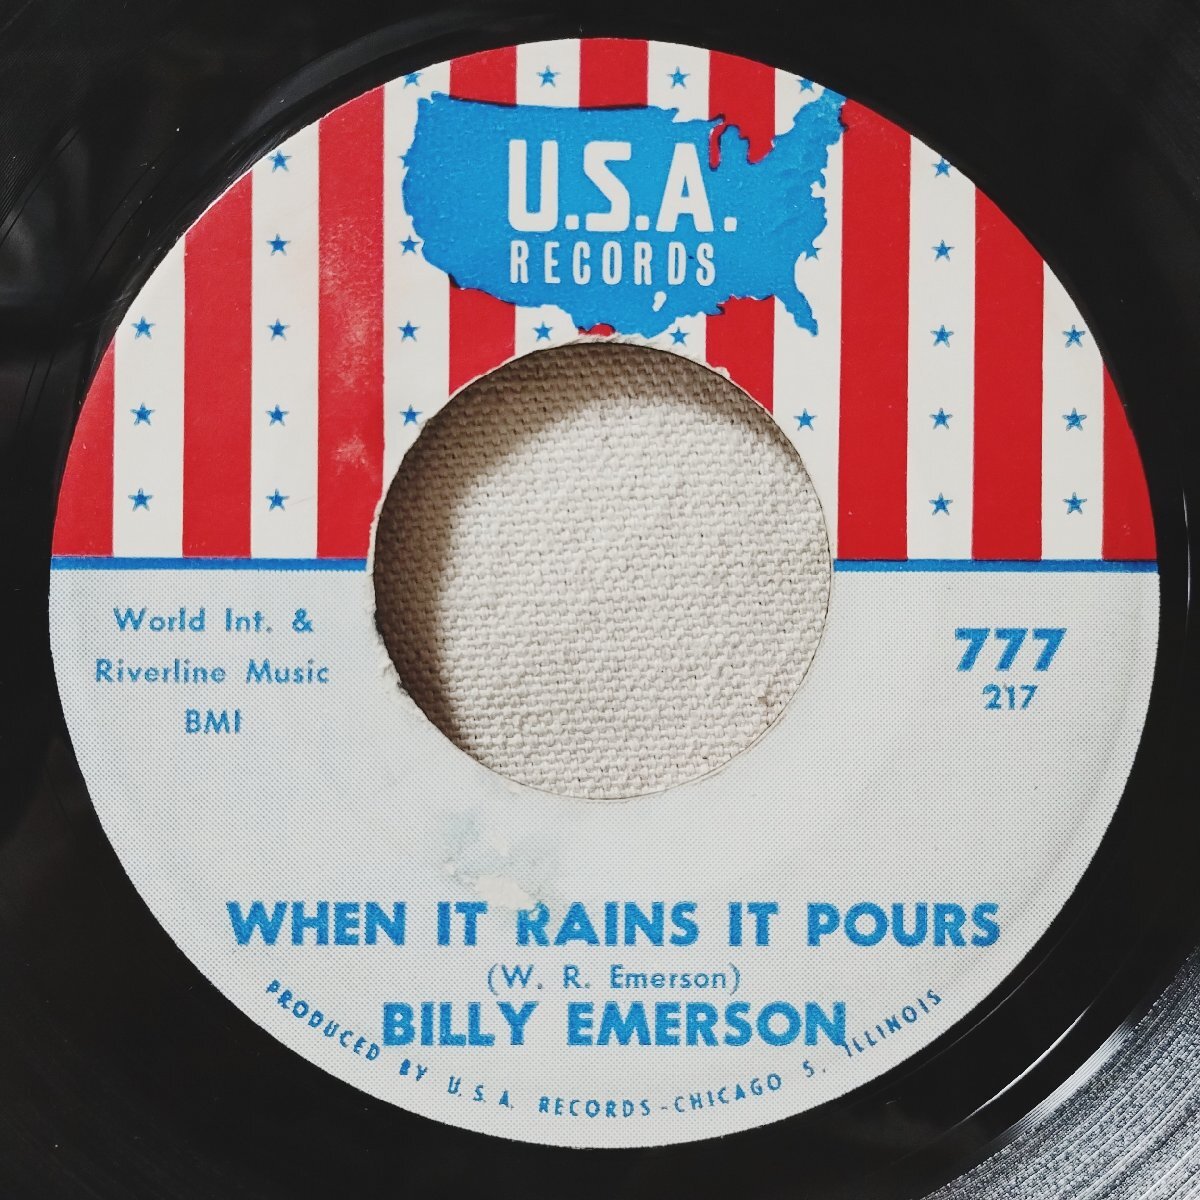 U.S.A.
RECORDS
World Int. &
Riverline Music
BMI
777
217
WHEN IT RAINS IT POURS
(W. R. Emerson)
BILLY EMERSON
PRODUCED BY U.S.A. RECORDS-CHICAGO 5, ILLINOIS